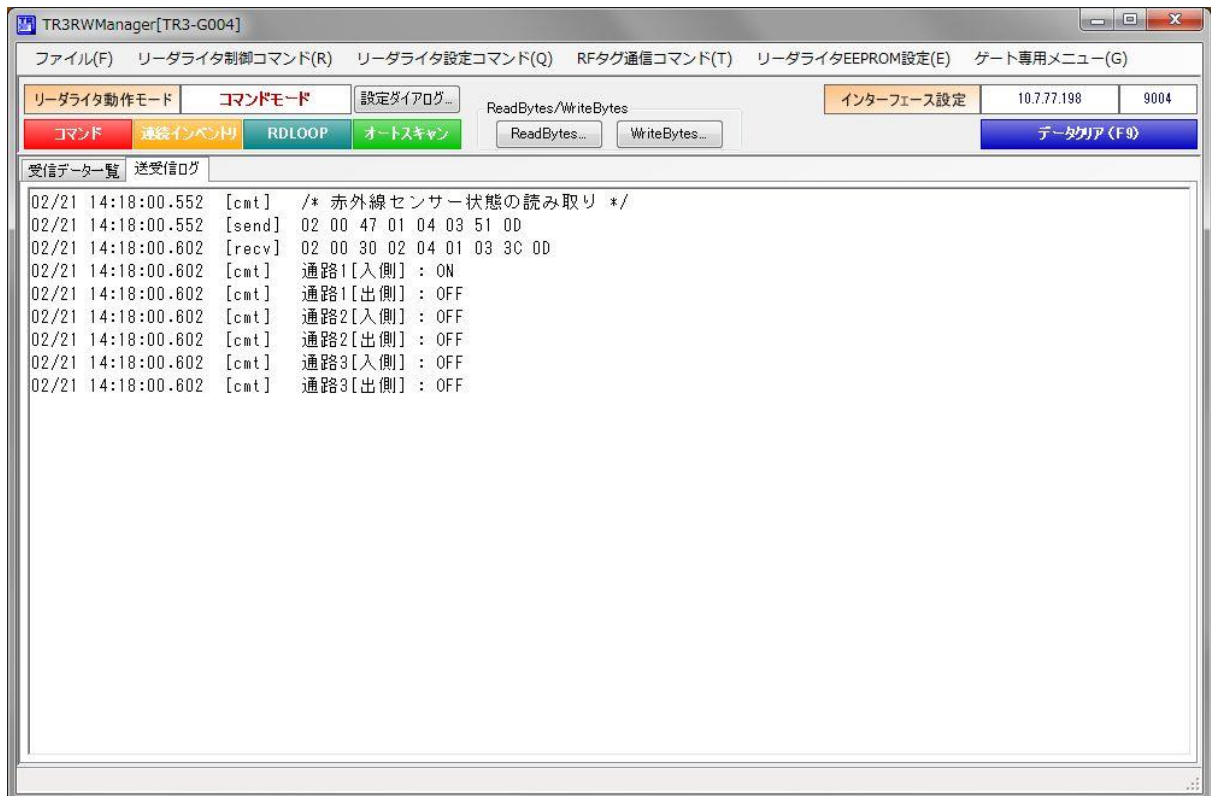 TR3RWManager[TR3-G004]
ファイル(F) リーダライタ制御コマンド(R) リーダライタ設定コマンド(Q) RFタグ通信コマンド(T) リーダライタEEPROM設定(E) ゲート専用メニュー(G)
リーダライタ動作モード コマンドモード 設定ダイアログ... ReadBytes/WriteBytes インターフェース設定 10.7.77.198 9004
コマンド 連続インベントリ RDLOOP オートスキャン ReadBytes... WriteBytes... データクリア (F9)
受信データ一覧 送受信ログ
02/21 14:18:00.552 [cmt] /* 赤外線センサー状態の読み取り */
02/21 14:18:00.552 [send] 02 00 47 01 04 03 51 0D
02/21 14:18:00.602 [recv] 02 00 30 02 04 01 03 3C 0D
02/21 14:18:00.602 [cmt] 通路1[入側] : ON
02/21 14:18:00.602 [cmt] 通路1[出側] : OFF
02/21 14:18:00.602 [cmt] 通路2[入側] : OFF
02/21 14:18:00.602 [cmt] 通路2[出側] : OFF
02/21 14:18:00.602 [cmt] 通路3[入側] : OFF
02/21 14:18:00.602 [cmt] 通路3[出側] : OFF